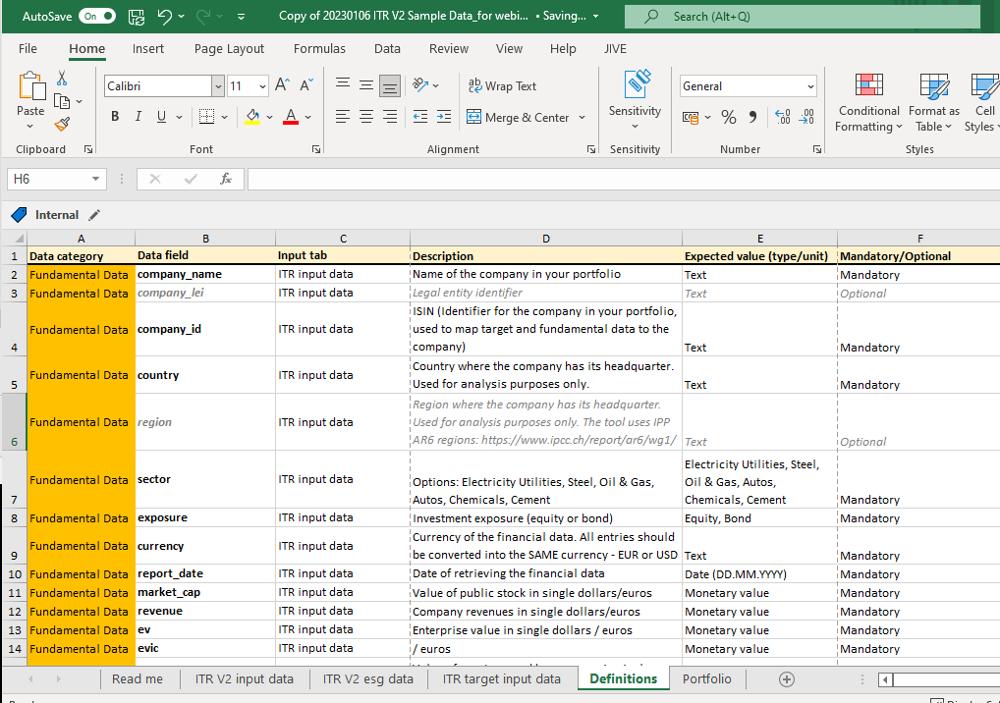 AutoSave On Copy of 20230106 ITR V2 Sample Data_for webi... • Saving... Search (Alt+Q)
File Home Insert Page Layout Formulas Data Review View Help JIVE
Calibri 11 A A Wrap Text General
Paste B I U A Merge & Center Sensitivity % Conditional Format as Cell
Formatting Table Styles
Clipboard Font Alignment Sensitivity Number Styles
H6 fx
Internal
A B C D E F
1 Data category Data field Input tab Description Expected value (type/unit) Mandatory/Optional
2 Fundamental Data company_name ITR input data Name of the company in your portfolio Text Mandatory
3 Fundamental Data company_lei ITR input data Legal entity identifier Text Optional
ISIN (Identifier for the company in your portfolio,
Fundamental Data company_id ITR input data used to map target and fundamental data to the
4 company) Text Mandatory
Fundamental Data country ITR input data Country where the company has its headquarter.
5 Used for analysis purposes only. Text Mandatory
Region where the company has its headquarter.
Fundamental Data region ITR input data Used for analysis purposes only. The tool uses IPP
6 AR6 regions: https://www.ipcc.ch/report/ar6/wg1/ Text Optional
Electricity Utilities, Steel,
Fundamental Data sector ITR input data Options: Electricity Utilities, Steel, Oil & Gas, Oil & Gas, Autos,
7 Autos, Chemicals, Cement Chemicals, Cement Mandatory
8 Fundamental Data exposure ITR input data Investment exposure (equity or bond) Equity, Bond Mandatory
Fundamental Data currency ITR input data Currency of the financial data. All entries should
9 be converted into the SAME currency - EUR or USD Text Mandatory
10 Fundamental Data report_date ITR input data Date of retrieving the financial data Date (DD.MM.YYYY) Mandatory
11 Fundamental Data market_cap ITR input data Value of public stock in single dollars/euros Monetary value Mandatory
12 Fundamental Data revenue ITR input data Company revenues in single dollars/euros Monetary value Mandatory
13 Fundamental Data ev ITR input data Enterprise value in single dollars / euros Monetary value Mandatory
14 Fundamental Data evic ITR input data / euros Monetary value Mandatory
Read me ITR V2 input data ITR V2 esg data ITR target input data Definitions Portfolio